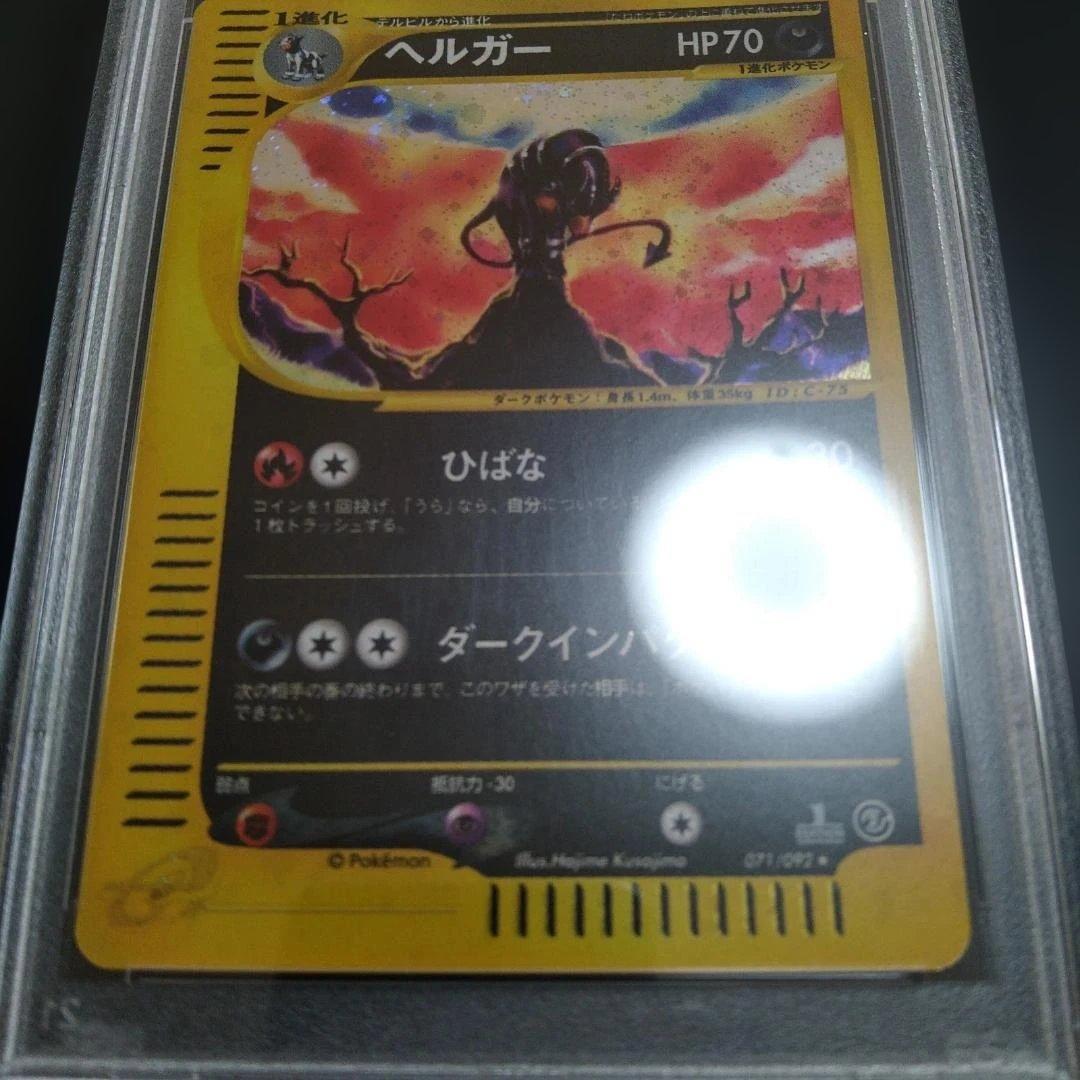 1進化
デルビルから進化
ヘルガー
HP70
1進化ポケモン
ダークポケモン：身長1.4m、体重35kg ID:C-75
ひばな
コインを1回投げ、「うら」なら、自分についている
1枚トラッシュする。
ダークインパク
次の相手の番の終わりまで、このワザを受けた相手は、
できない。
弱点
抵抗力 -30
にげる
© Pokémon
Illus.Hajime Kusajima
1
071/092